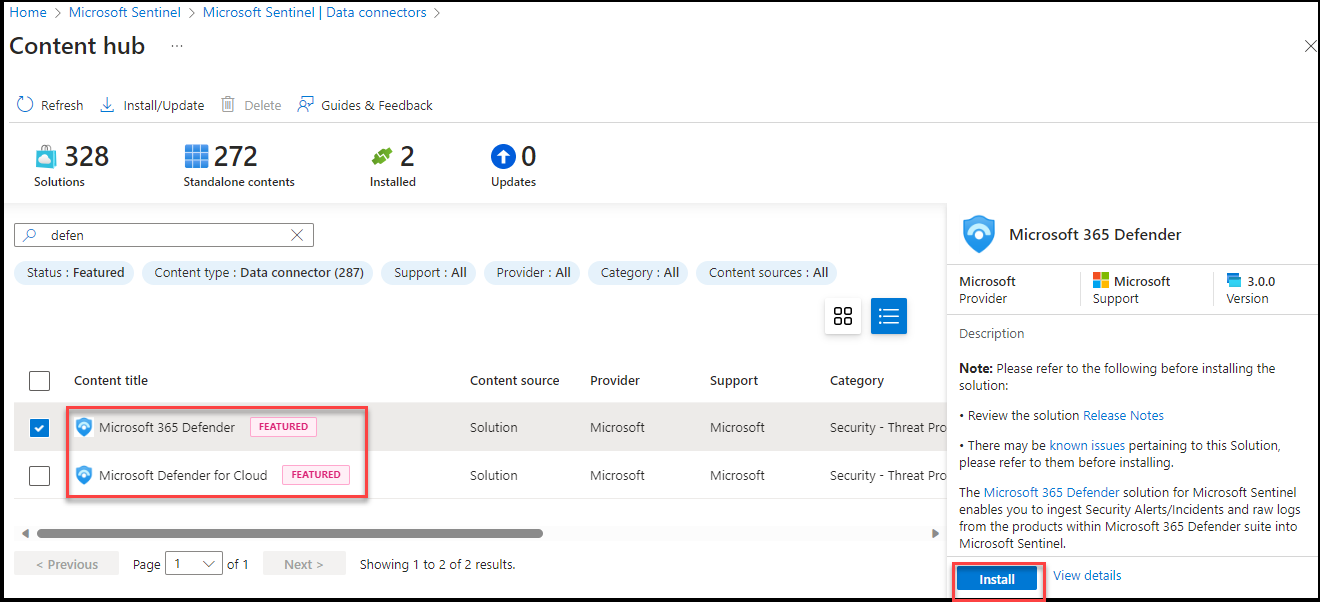 Home > Microsoft Sentinel > Microsoft Sentinel | Data connectors >
Content hub ...
Refresh Install/Update Delete Guides & Feedback
328 272 2 0
Solutions Standalone contents Installed Updates
defen
Status : Featured Content type : Data connector (287) Support : All Provider : All Category : All Content sources : All
Content title Content source Provider Support Category
Microsoft 365 Defender FEATURED Solution Microsoft Microsoft Security - Threat Pro
Microsoft Defender for Cloud FEATURED Solution Microsoft Microsoft Security - Threat Pro
< Previous Page 1 of 1 Next > Showing 1 to 2 of 2 results.
Microsoft 365 Defender
Microsoft Microsoft 3.0.0
Provider Support Version
Description
Note: Please refer to the following before installing the
solution:
• Review the solution Release Notes
• There may be known issues pertaining to this Solution,
please refer to them before installing.
The Microsoft 365 Defender solution for Microsoft Sentinel
enables you to ingest Security Alerts/Incidents and raw logs
from the products within Microsoft 365 Defender suite into
Microsoft Sentinel.
Install View details